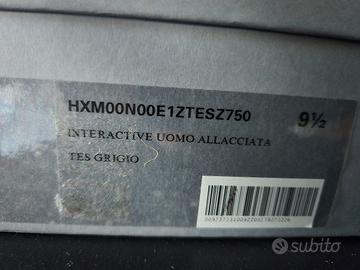 HXM00N00E1ZTESZ750 9½
INTERACTIVE UOMO ALLACCIATA
TES GRIGIO
subito